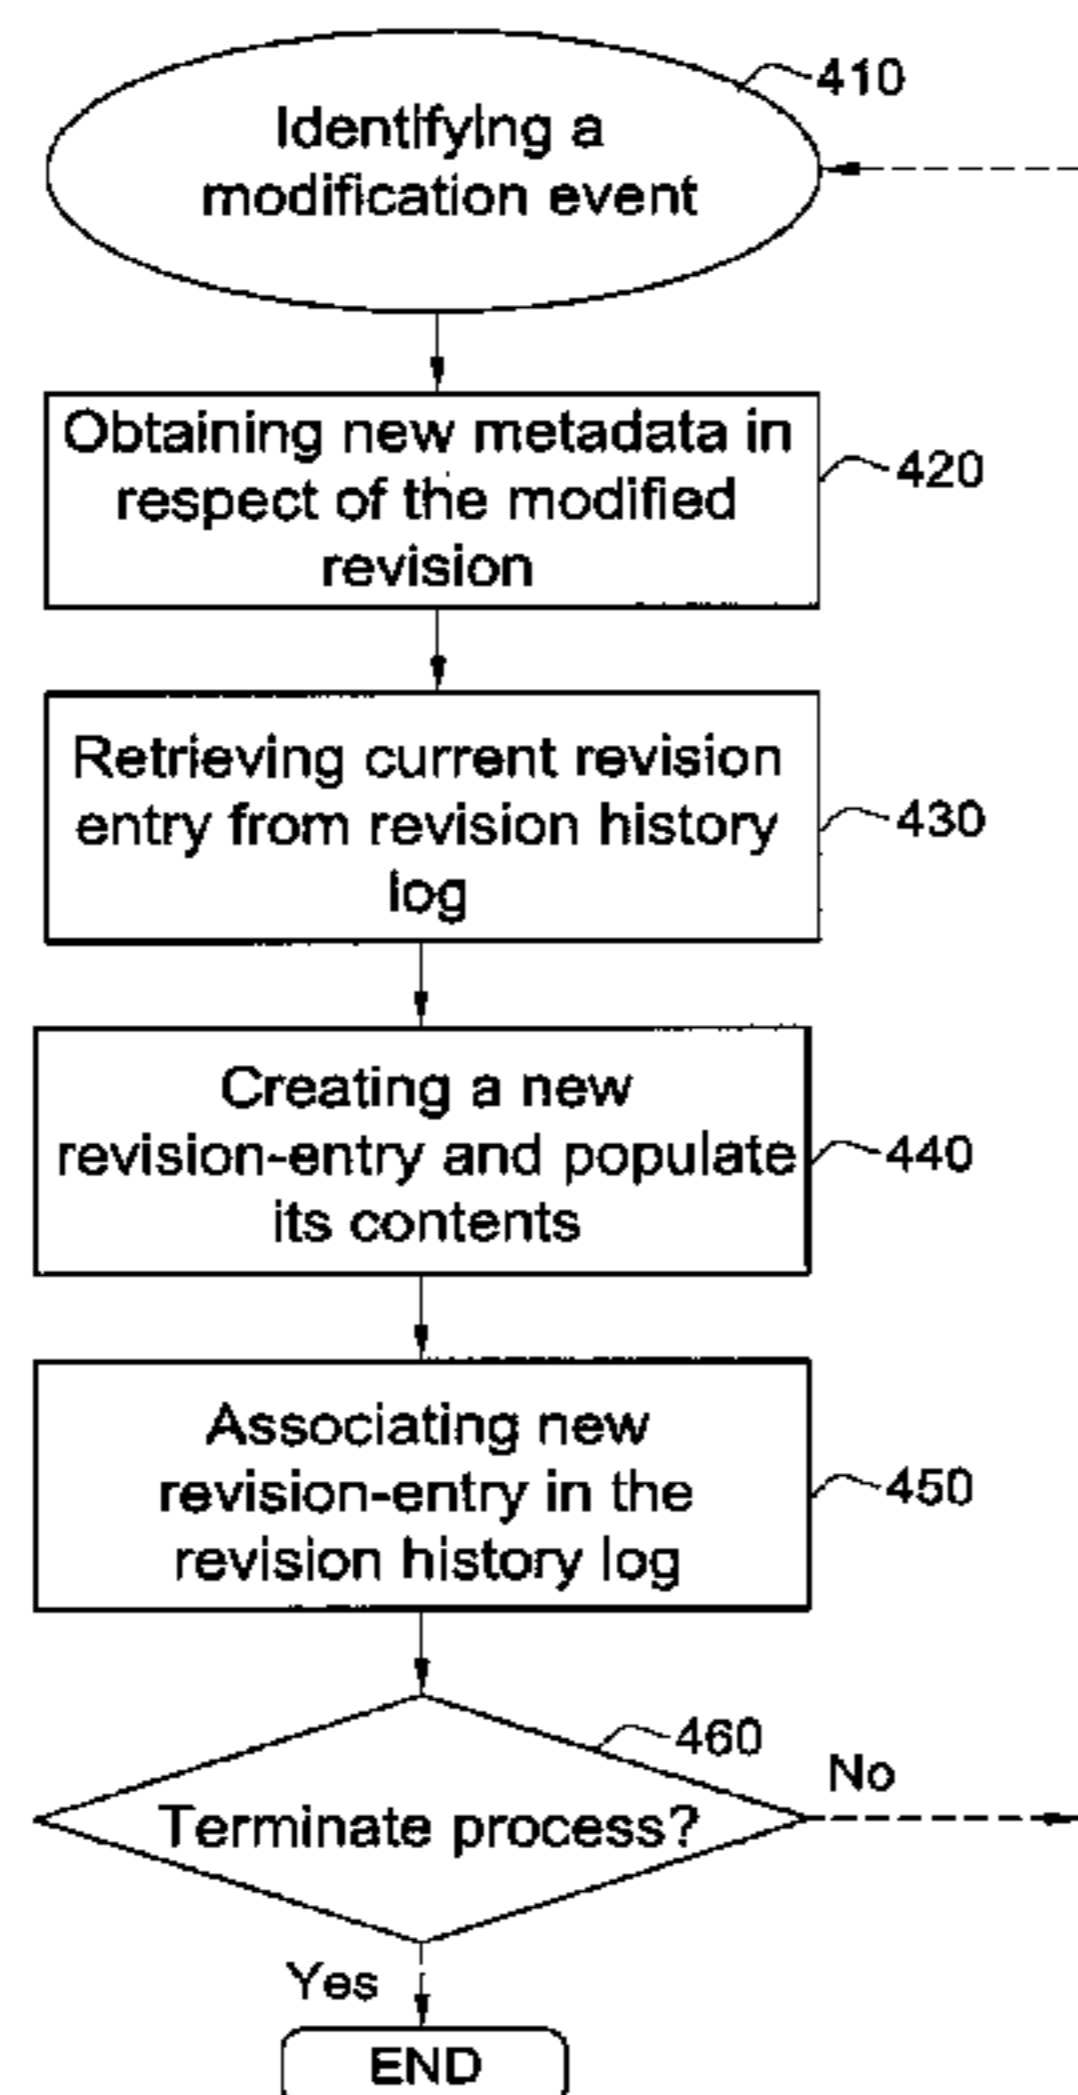 410
Identifying a
modification event
Obtaining new metadata in
respect of the modified
revision
420
Retrieving current revision
entry from revision history
log
430
Creating a new
revision-entry and populate
its contents
440
Associating new
revision-entry in the
revision history log
450
460
Terminate process?
No
Yes
END